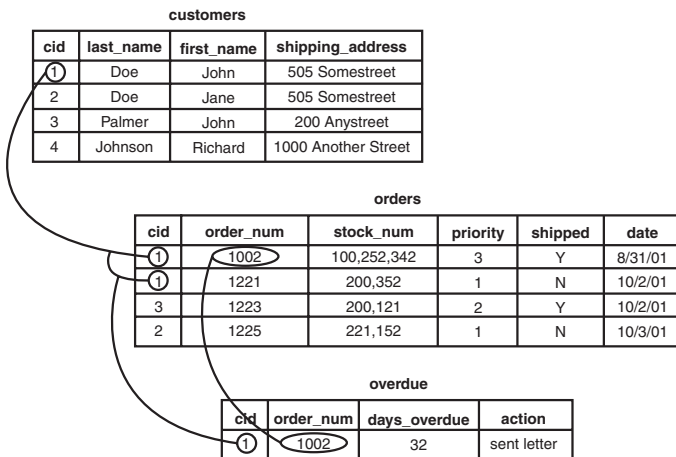 customers
cid last_name first_name shipping_address
1 Doe John 505 Somestreet
2 Doe Jane 505 Somestreet
3 Palmer John 200 Anystreet
4 Johnson Richard 1000 Another Street
orders
cid order_num stock_num priority shipped date
1 1002 100,252,342 3 Y 8/31/01
1 1221 200,352 1 N 10/2/01
3 1223 200,121 2 Y 10/2/01
2 1225 221,152 1 N 10/3/01
overdue
cid order_num days_overdue action
1 1002 32 sent letter